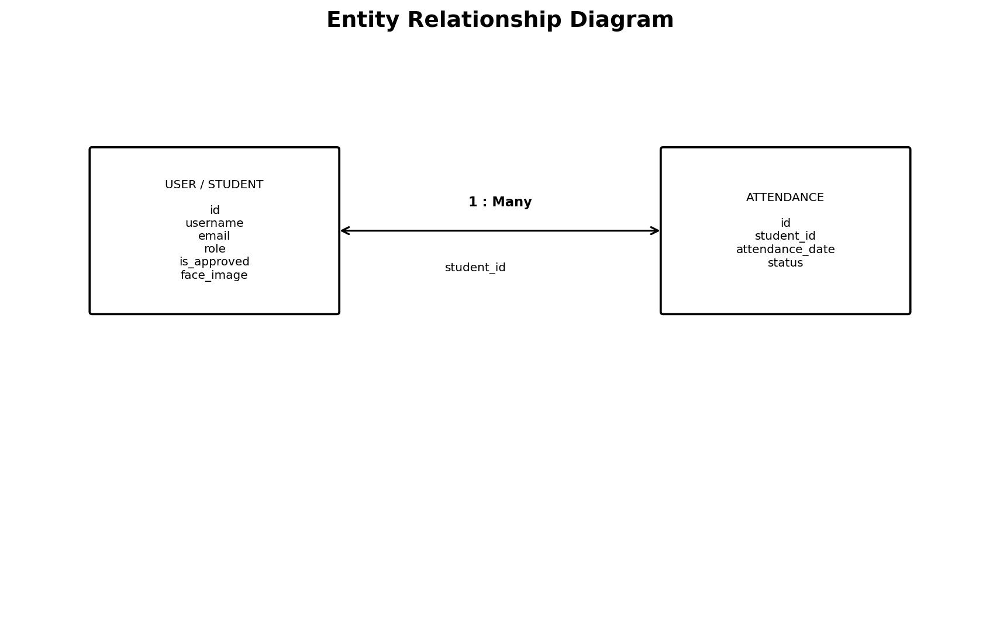 Entity Relationship Diagram
USER / STUDENT
id
username
email
role
is_approved
face_image
1 : Many
student_id
ATTENDANCE
id
student_id
attendance_date
status